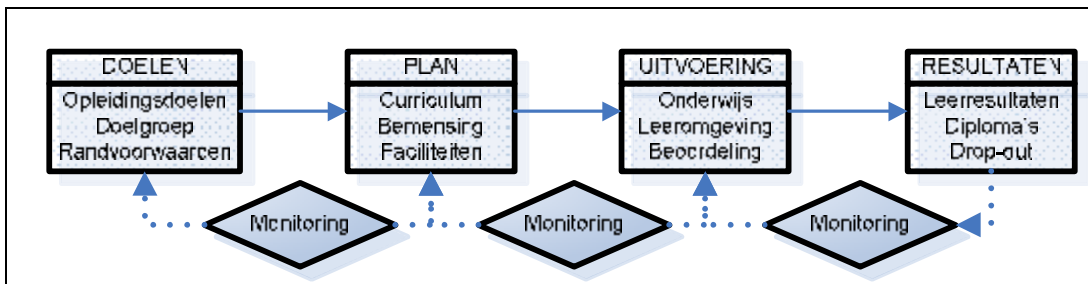 DOELEN
Opleidingsdoelen
Doelgroep
Randvoorwaarden
PLAN
Curriculum
Bemensing
Faciliteiten
UITVOERING
Onderwijs
Leeromgeving
Beoordeling
RESULTATEN
Leerresultaten
Diploma's
Drop-out
Monitoring
Monitoring
Monitoring